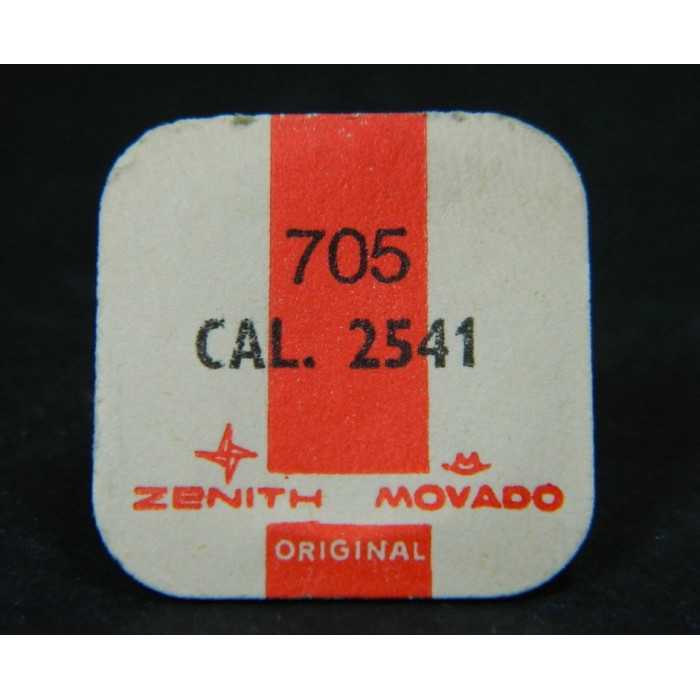 705
CAL. 2541
ZENITH MOVADO
ORIGINAL